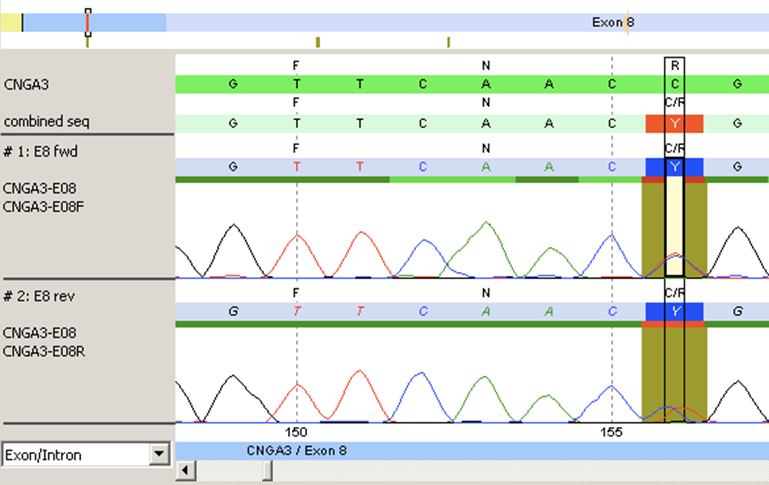 Exon 8
F N R
CNGA3 G T T C A A C C G
F N C/R
combined seq G T T C A A C Y G
# 1: E8 fwd F N C/R
G T T C A A C Y G
CNGA3-E08
CNGA3-E08F
# 2: E8 rev F N C/R
G T T C A A C Y G
CNGA3-E08
CNGA3-E08R
150 155
Exon/Intron CNGA3 / Exon 8